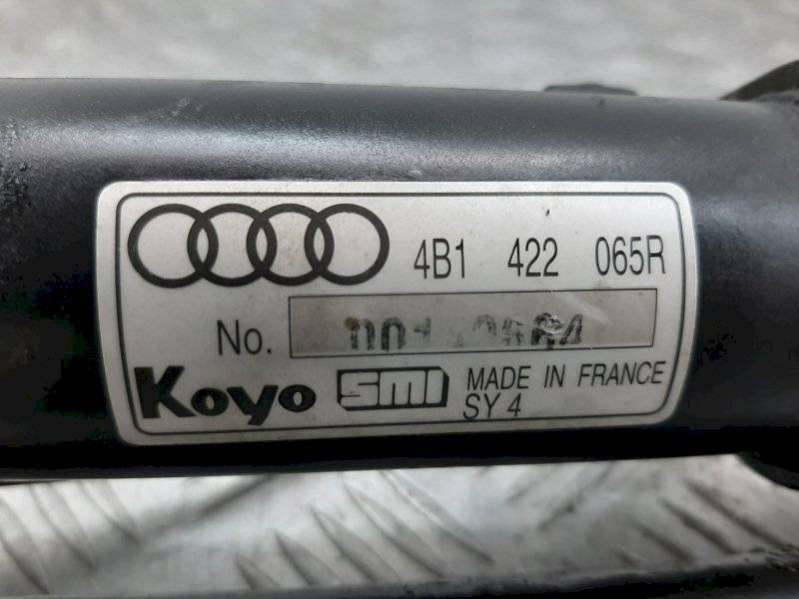 4B1 422 065R
No.
Koyo SMI MADE IN FRANCE
SY 4